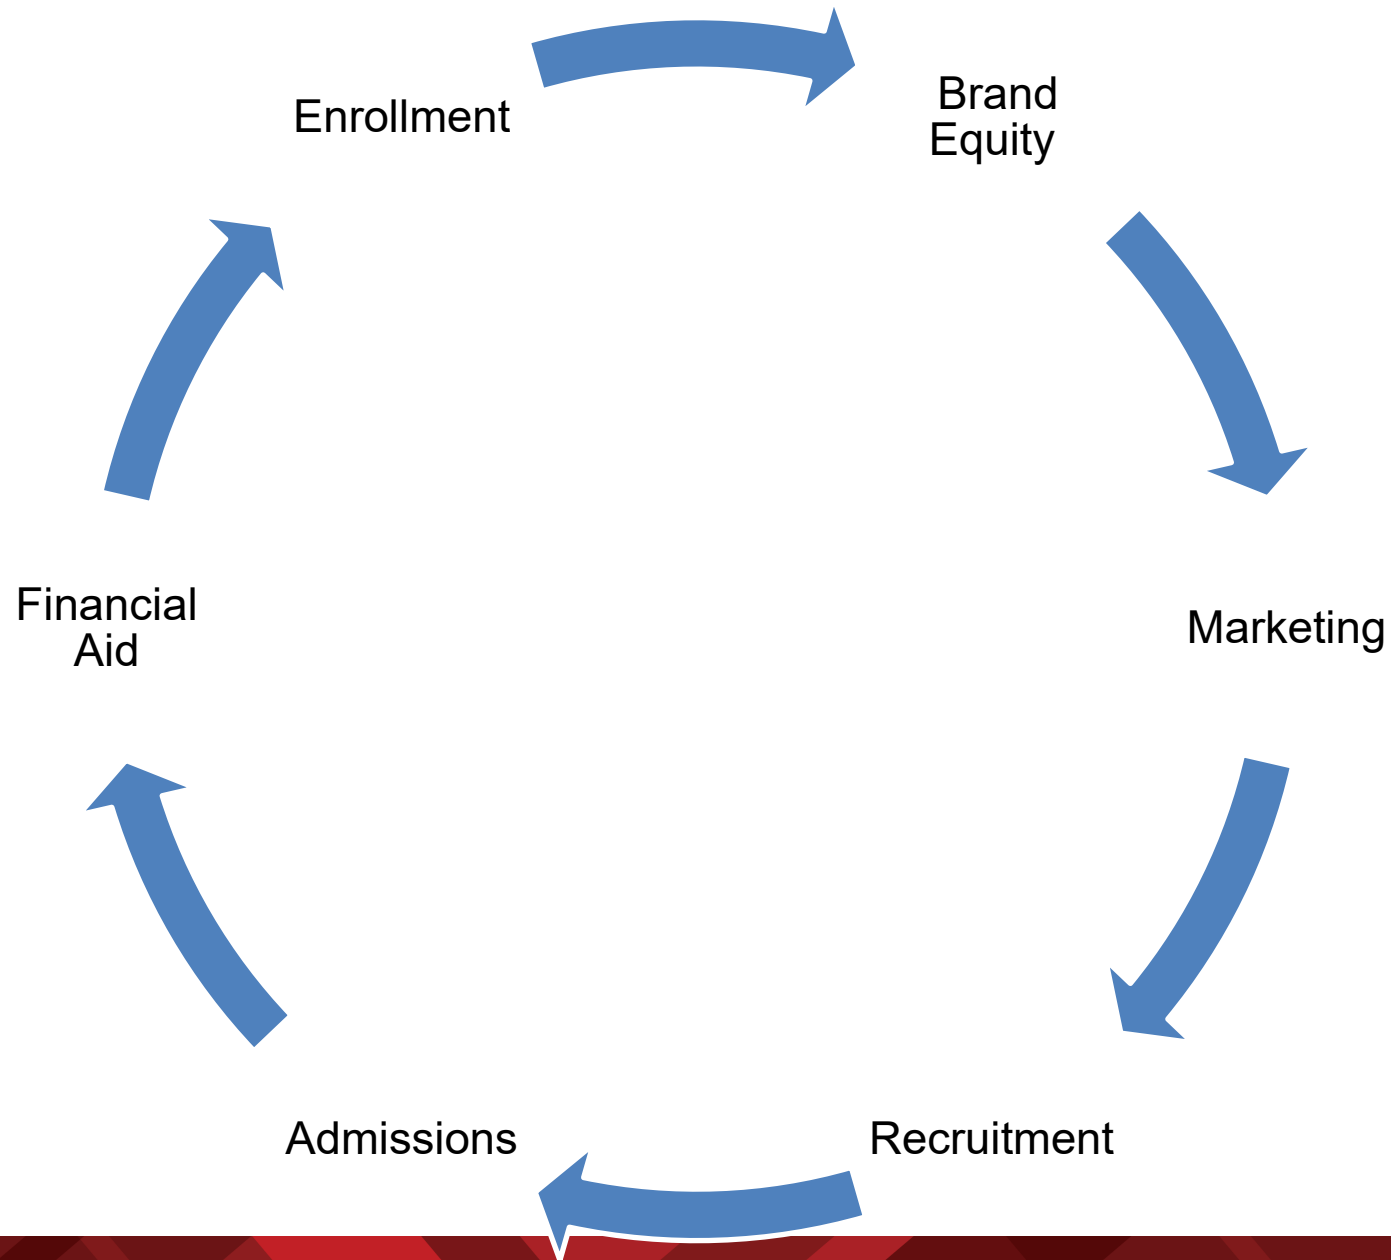 Enrollment
Brand
Equity
Financial
Aid
Marketing
Admissions
Recruitment